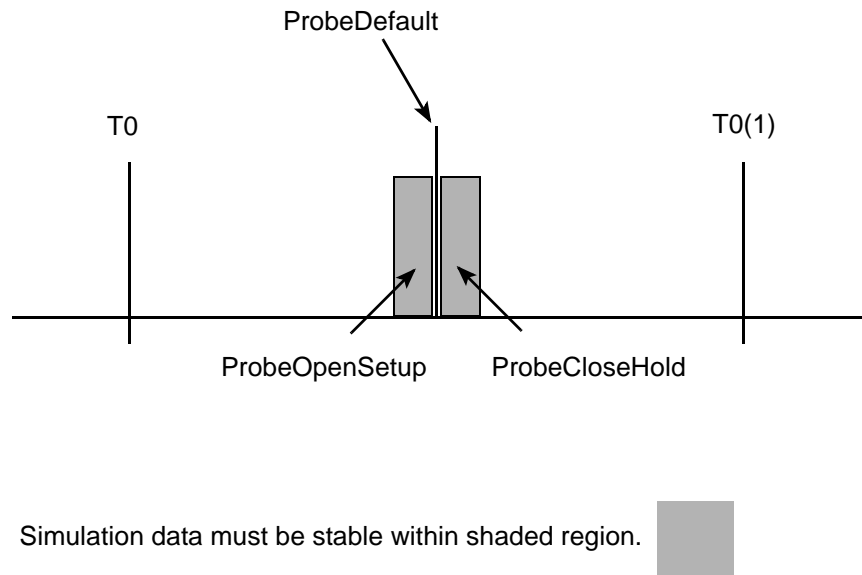 ProbeDefault
T0
T0(1)
ProbeOpenSetup
ProbeCloseHold
Simulation data must be stable within shaded region.